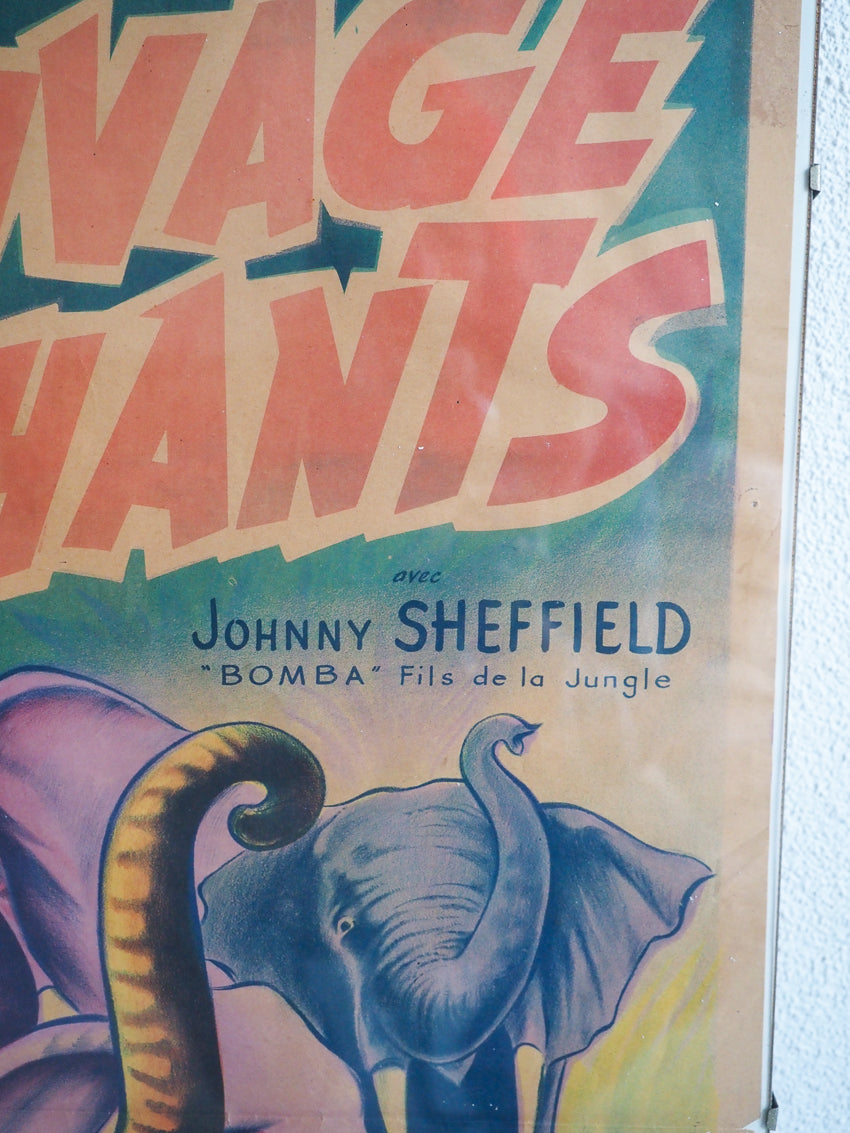 VAGE
HANTS
avec
JOHNNY SHEFFIELD
"BOMBA" Fils de la Jungle